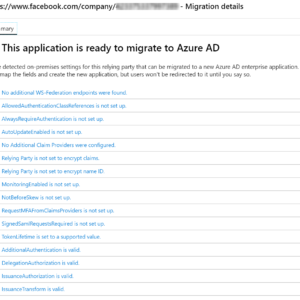 s://www.facebook.com/company/ - Migration details
mary
This application is ready to migrate to Azure AD
detected on-premises settings for this relying party that can be migrated to a new Azure AD enterprise application.
map the fields and create the new application, but users won't be redirected to it until you say so.
No additional WS-Federation endpoints were found.
AllowedAuthenticationClassReferences is not set up.
AlwaysRequireAuthentication is not set up.
AutoUpdateEnabled is not set up.
No Additional Claim Providers were configured.
Relying Party is not set to encrypt claims.
Relying Party is not set to encrypt name ID.
MonitoringEnabled is not set up.
NotBeforeSkew is not set up.
RequestMFAFromClaimsProviders is not set up.
SignedSamlRequestsRequired is not set up.
TokenLifetime is set to a supported value.
AdditionalAuthentication is valid.
DelegationAuthorization is valid.
IssuanceAuthorization is valid.
IssuanceTransform is valid.